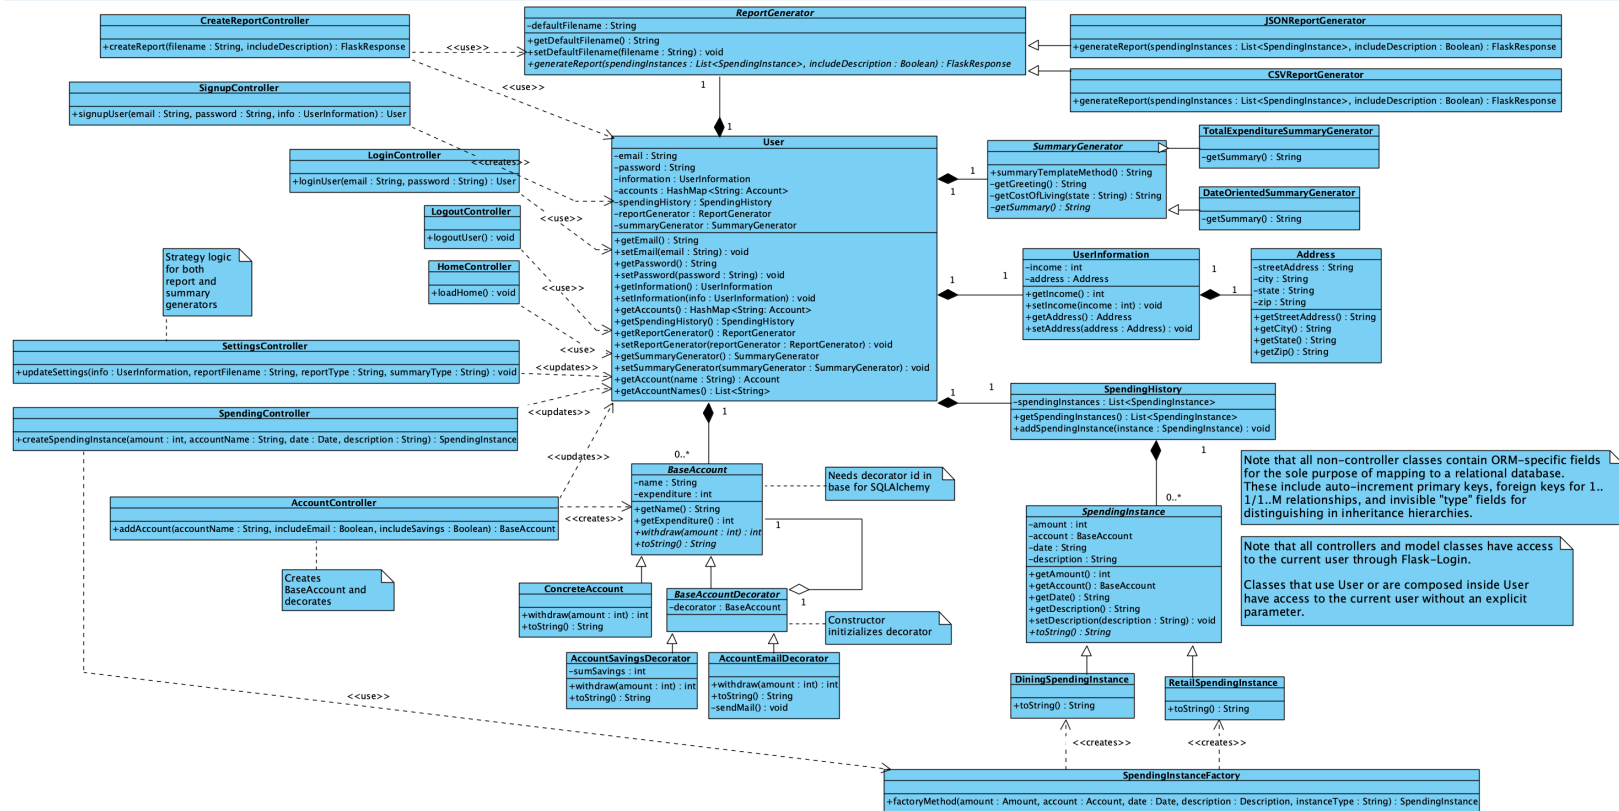 CreateReportController
+createReport(filename : String, includeDescription) : FlaskResponse
<<use>>
<<use>>
ReportGenerator
-defaultFilename : String
+getDefaultFilename() : String
+setDefaultFilename(filename : String) : void
+generateReport(spendingInstances : List<SpendingInstance>, includeDescription : Boolean) : FlaskResponse
JSONReportGenerator
+generateReport(spendingInstances : List<SpendingInstance>, includeDescription : Boolean) : FlaskResponse
CSVReportGenerator
+generateReport(spendingInstances : List<SpendingInstance>, includeDescription : Boolean) : FlaskResponse
1
1
SignupController
+signupUser(email : String, password : String, info : UserInformation) : User
<<creates>>
LoginController
+loginUser(email : String, password : String) : User
<<use>>
LogoutController
+logoutUser() : void
<<use>>
HomeController
+loadHome() : void
<<use>>
Strategy logic
for both
report and
summary
generators
SettingsController
+updateSettings(info : UserInformation, reportFilename : String, reportType : String, summaryType : String) : void
<<updates>>
SpendingController
+createSpendingInstance(amount : int, accountName : String, date : Date, description : String) : SpendingInstance
<<updates>>
<<updates>>
User
-email : String
-password : String
-information : UserInformation
-accounts : HashMap<String: Account>
-spendingHistory : SpendingHistory
-reportGenerator : ReportGenerator
-summaryGenerator : SummaryGenerator
+getEmail() : String
+setEmail(email : String) : void
+getPassword() : String
+setPassword(password : String) : void
+getInformation() : UserInformation
+setInformation(info : UserInformation) : void
+getAccounts() : HashMap<String: Account>
+getSpendingHistory() : SpendingHistory
+getReportGenerator() : ReportGenerator
+setReportGenerator(reportGenerator : ReportGenerator) : void
+getSummaryGenerator() : SummaryGenerator
+setSummaryGenerator(summaryGenerator : SummaryGenerator) : void
+getAccount(name : String) : Account
+getAccountNames() : List<String>
1
1
SummaryGenerator
+summaryTemplateMethod() : String
-getGreeting() : String
-getCostOfLiving(state : String) : String
-getSummary() : String
TotalExpenditureSummaryGenerator
-getSummary() : String
DateOrientedSummaryGenerator
-getSummary() : String
1
1
UserInformation
-income : int
-address : Address
+getIncome() : int
+setIncome(income : int) : void
+getAddress() : Address
+setAddress(address : Address) : void
1
1
Address
-streetAddress : String
-city : String
-state : String
-zip : String
+getStreetAddress() : String
+getCity() : String
+getState() : String
+getZip() : String
1
1
SpendingHistory
-spendingInstances : List<SpendingInstance>
+getSpendingInstances() : List<SpendingInstance>
+addSpendingInstance(instance : SpendingInstance) : void
1
0..*
1
0..*
AccountController
+addAccount(accountName : String, includeEmail : Boolean, includeSavings : Boolean) : BaseAccount
<<creates>>
Creates
BaseAccount and
decorates
BaseAccount
-name : String
-expenditure : int
+getName() : String
+getExpenditure() : int
+withdraw(amount : int) : int
+toString() : String
Needs decorator id in
base for SQLAlchemy
1
1
ConcreteAccount
+withdraw(amount : int) : int
+toString() : String
BaseAccountDecorator
-decorator : BaseAccount
Constructor
initizializes decorator
AccountSavingsDecorator
-sumSavings : int
+withdraw(amount : int) : int
+toString() : String
AccountEmailDecorator
+withdraw(amount : int) : int
+toString() : String
-sendMail() : void
SpendingInstance
-amount : int
-account : BaseAccount
-date : String
-description : String
+getAmount() : int
+getAccount() : BaseAccount
+getDate() : String
+getDescription() : String
+setDescription(description : String) : void
+toString() : String
Note that all non-controller classes contain ORM-specific fields
for the sole purpose of mapping to a relational database.
These include auto-increment primary keys, foreign keys for 1..
1/1..M relationships, and invisible "type" fields for
distinguishing in inheritance hierarchies.
Note that all controllers and model classes have access
to the current user through Flask-Login.
Classes that use User or are composed inside User
have access to the current user without an explicit
parameter.
DiningSpendingInstance
+toString() : String
RetailSpendingInstance
+toString() : String
<<use>>
<<creates>>
<<creates>>
SpendingInstanceFactory
+factoryMethod(amount : Amount, account : Account, date : Date, description : Description, instanceType : String) : SpendingInstance